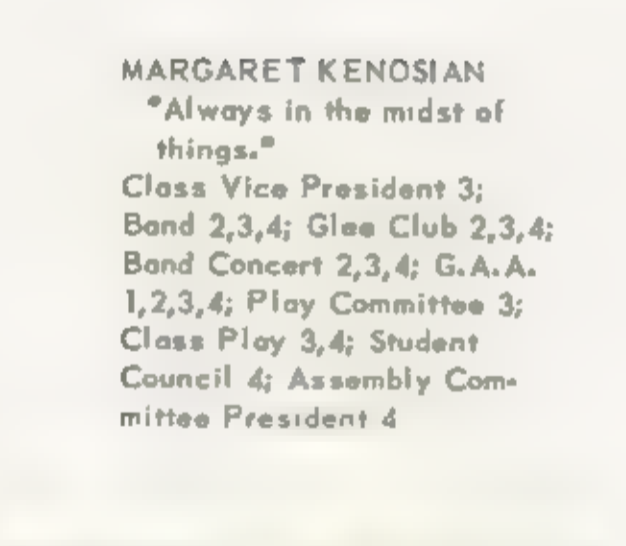 MARGARET KENOSIAN
"Always in the midst of
things."
Class Vice President 3;
Band 2,3,4; Glee Club 2,3,4;
Band Concert 2,3,4; G.A.A.
1,2,3,4; Play Committee 3;
Class Play 3,4; Student
Council 4; Assembly Com-
mittee President 4